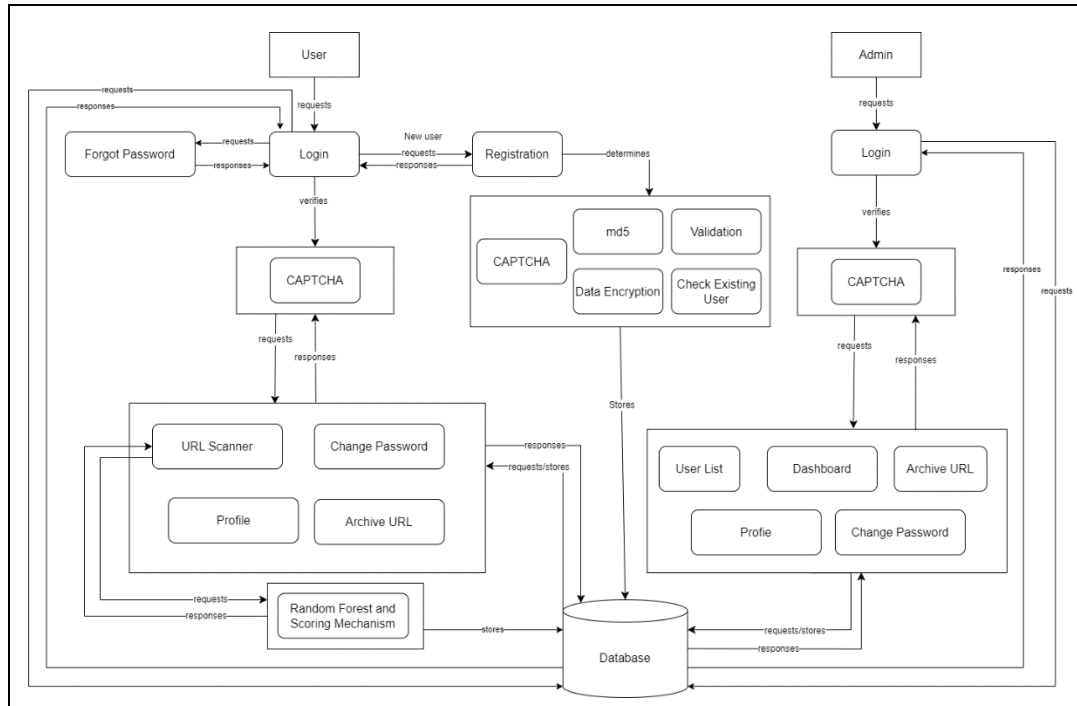 User
Admin
requests
responses
requests
requests
Forgot Password
requests
responses
Login
New user
requests
responses
Registration
determines
Login
verifies
verifies
CAPTCHA
CAPTCHA
md5
Validation
Data Encryption
Check Existing
User
CAPTCHA
responses
requests
requests
responses
requests
responses
Stores
URL Scanner
Change Password
responses
requests/stores
Profile
Archive URL
User List
Dashboard
Archive URL
Profie
Change Password
requests
responses
Random Forest and
Scoring Mechanism
stores
Database
requests/stores
responses